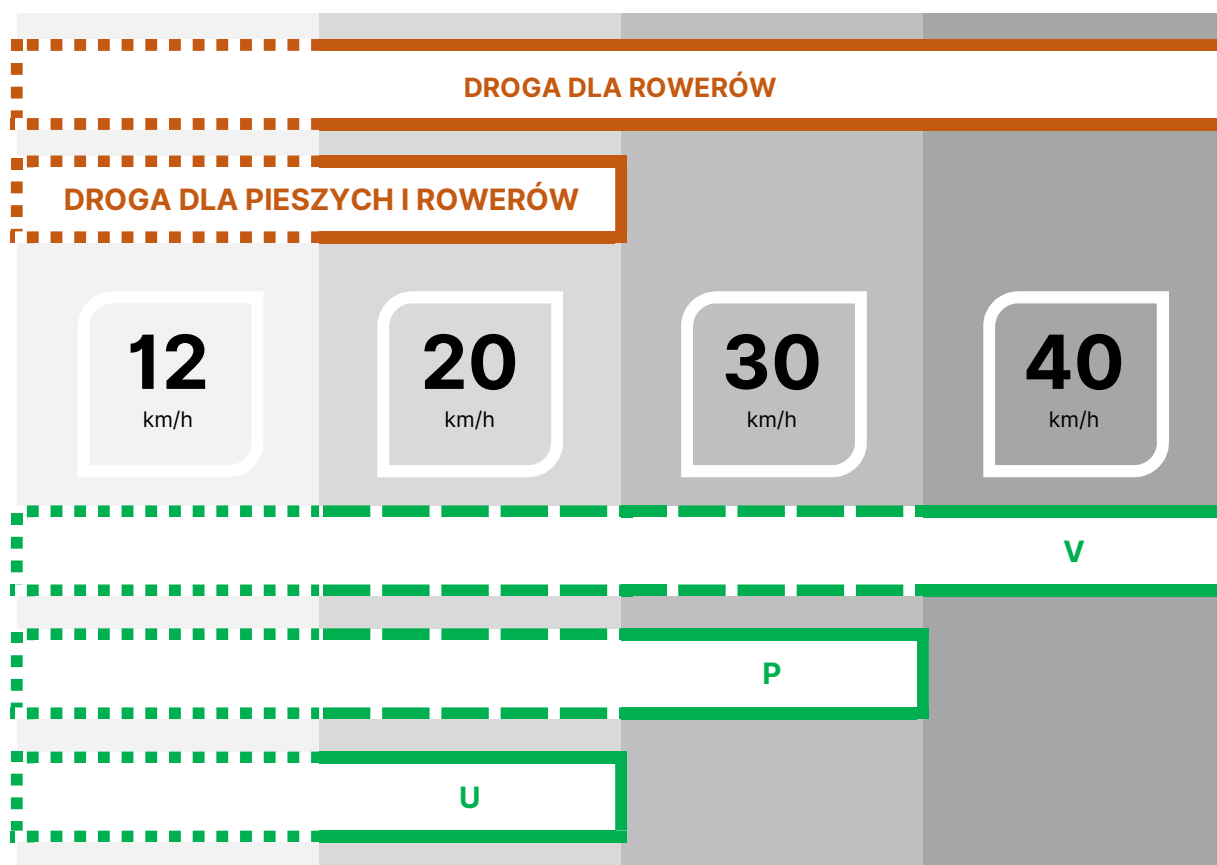 DROGA DLA ROWERÓW
DROGA DLA PIESZYCH I ROWERÓW
12
km/h
20
km/h
30
km/h
40
km/h
V
P
U